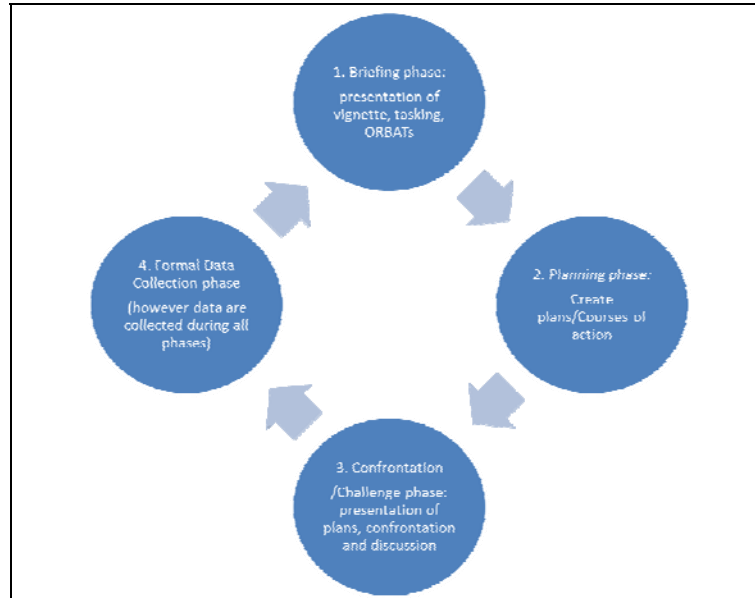 1. Briefing phase:
presentation of
vignette, tasking,
ORBATs
2. Planning phase:
Create
plans/Courses of
action
3. Confrontation
/Challenge phase:
presentation of
plans, confrontation
and discussion
4. Formal Data
Collection phase
(however data are
collected during all
phases)